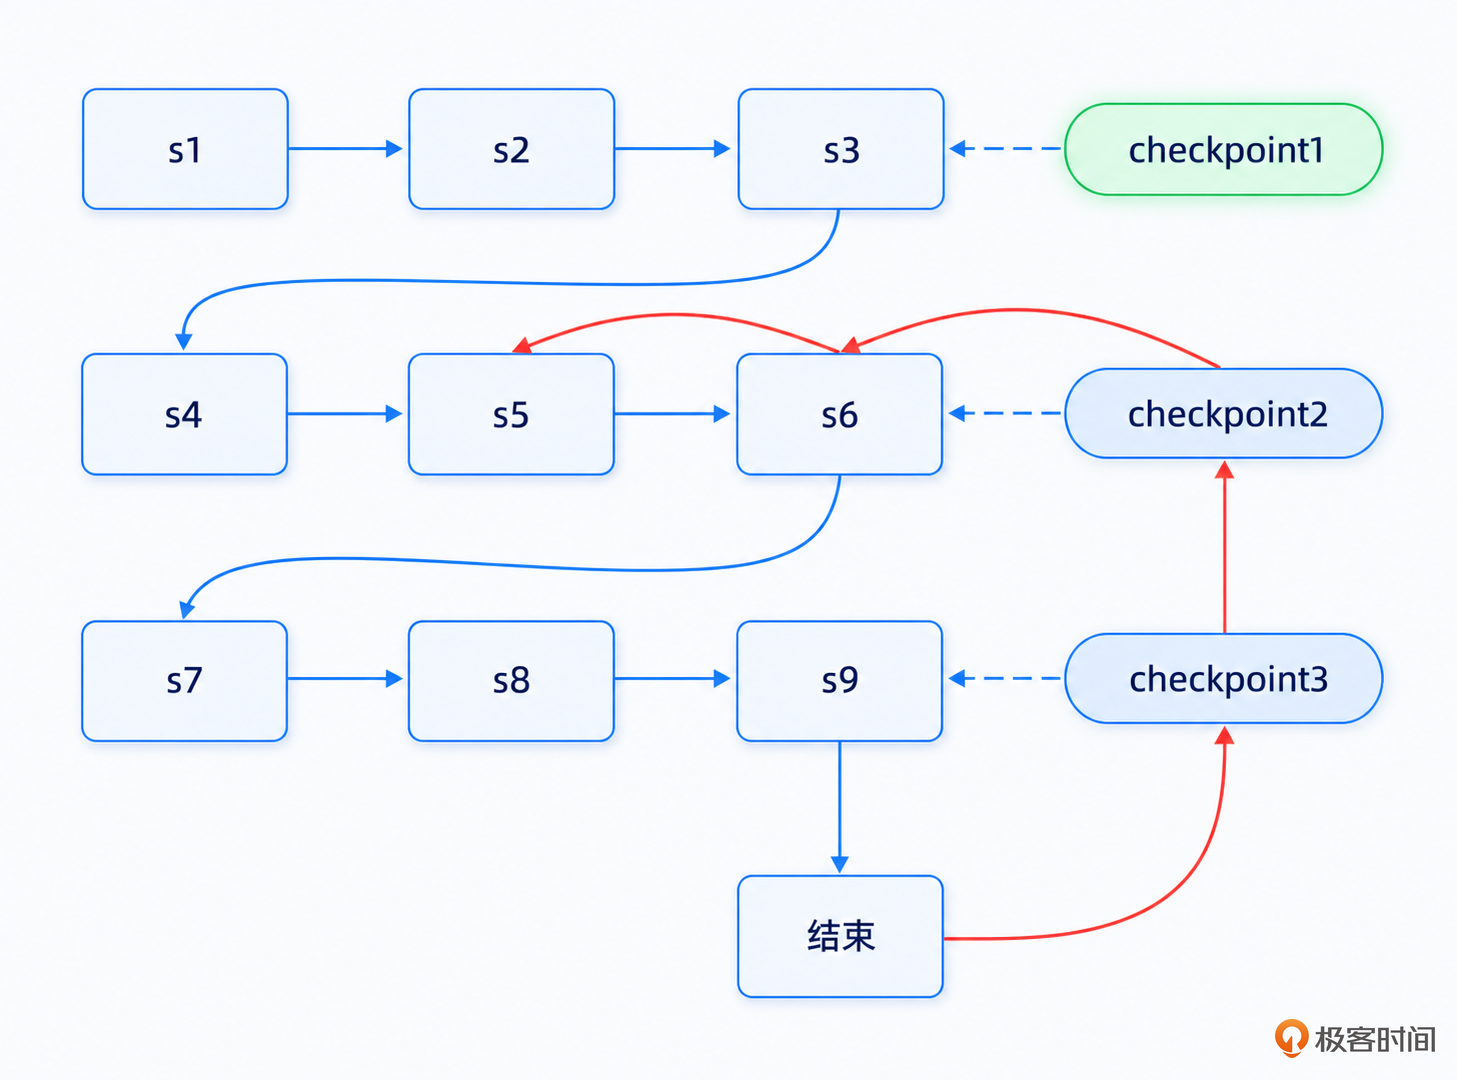 s1
s2
s3
checkpoint1
s4
s5
s6
checkpoint2
s7
s8
s9
checkpoint3
结束
极客时间